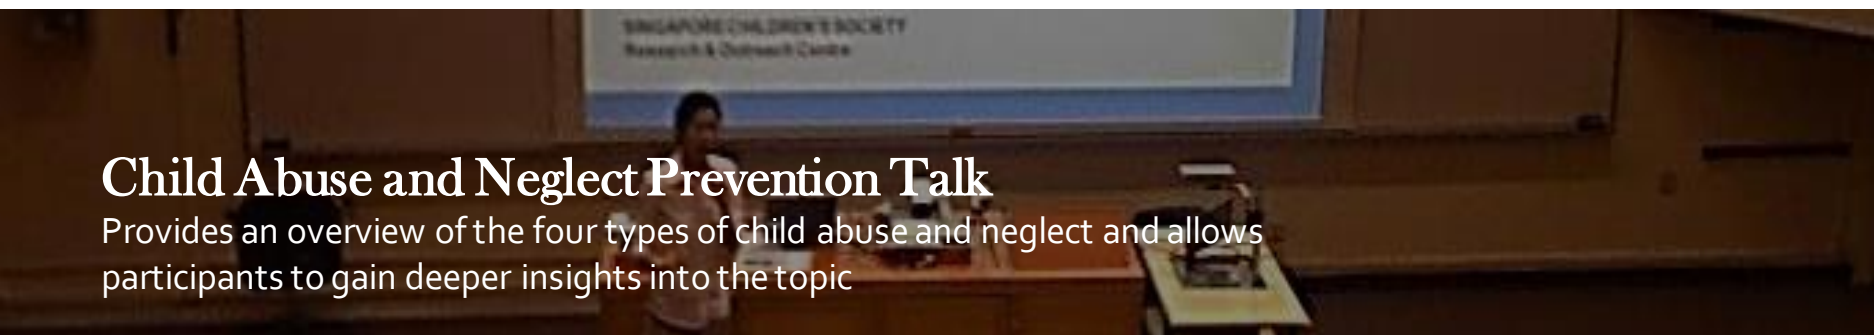 SINGAPORE CHILDREN'S SOCIETY
Research & Outreach Centre
Child Abuse and Neglect Prevention Talk
Provides an overview of the four types of child abuse and neglect and allows
participants to gain deeper insights into the topic